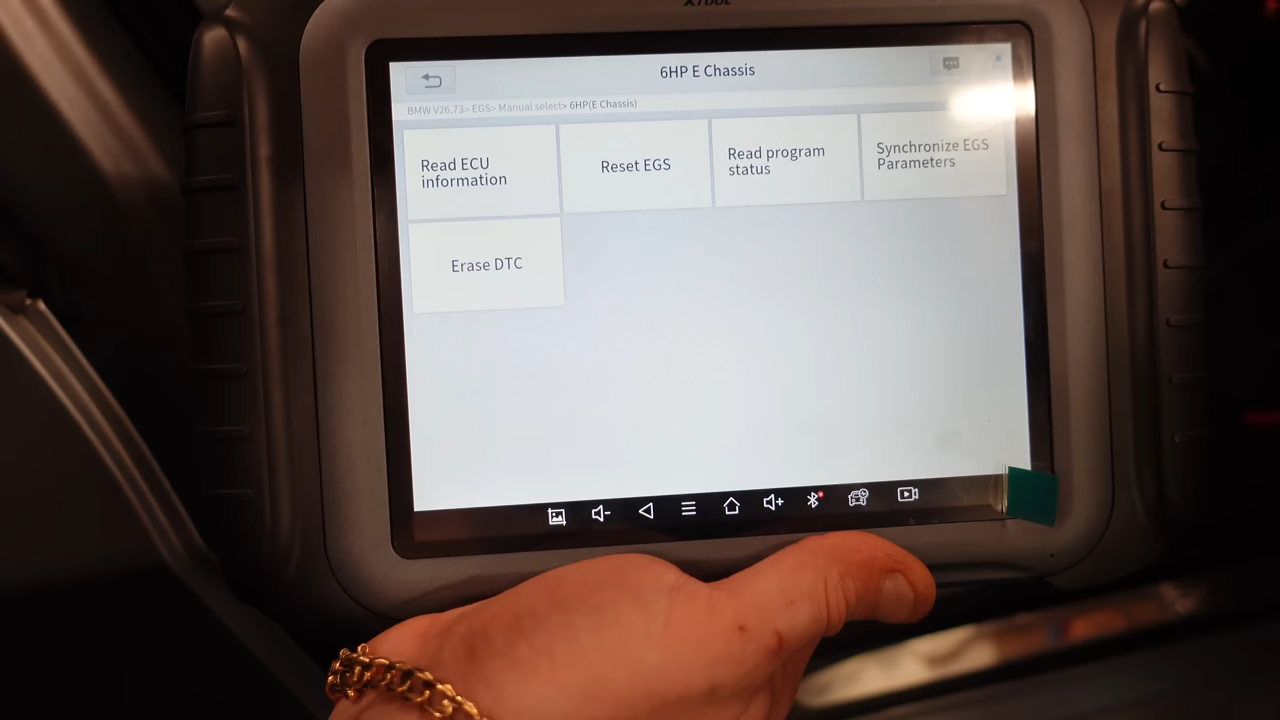 XTOOL
6HP E Chassis
BMW V26.73> EGS> Manual select> 6HP(E Chassis)
Read ECU
information
Reset EGS
Read program
status
Synchronize EGS
Parameters
Erase DTC